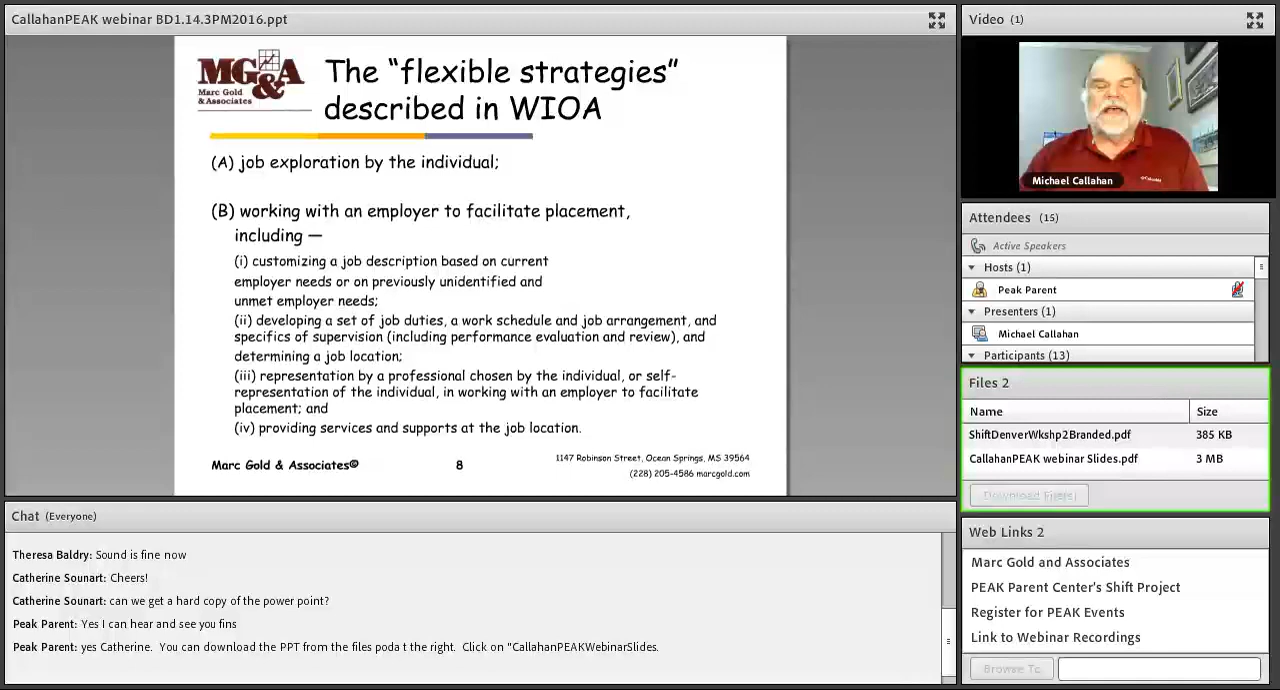 CallahanPEAK webinar BD1.14.3PM2016.ppt
MG&A
Marc Gold
& Associates
The “flexible strategies”
described in WIOA
(A) job exploration by the individual;
(B) working with an employer to facilitate placement,
including —
(i) customizing a job description based on current
employer needs or on previously unidentified and
unmet employer needs;
(ii) developing a set of job duties, a work schedule and job arrangement, and
specifics of supervision (including performance evaluation and review), and
determining a job location;
(iii) representation by a professional chosen by the individual, or self-
representation of the individual, in working with an employer to facilitate
placement; and
(iv) providing services and supports at the job location.
Marc Gold & Associates©
8
1147 Robinson Street, Ocean Springs, MS 39564
(228) 205-4586 marcgold.com
Chat (Everyone)
Theresa Baldry: Sound is fine now
Catherine Sounart: Cheers!
Catherine Sounart: can we get a hard copy of the power point?
Peak Parent: Yes I can hear and see you fins
Peak Parent: yes Catherine. You can download the PPT from the files poda t the right. Click on "CallahanPEAKWebinarSlides.
Video (1)
Michael Callahan
Attendees (15)
Active Speakers
Hosts (1)
Peak Parent
Presenters (1)
Michael Callahan
Participants (13)
Files 2
Name Size
ShiftDenverWkshp2Branded.pdf 385 KB
CallahanPEAK webinar Slides.pdf 3 MB
Download File(s)
Web Links 2
Marc Gold and Associates
PEAK Parent Center's Shift Project
Register for PEAK Events
Link to Webinar Recordings
Browse To